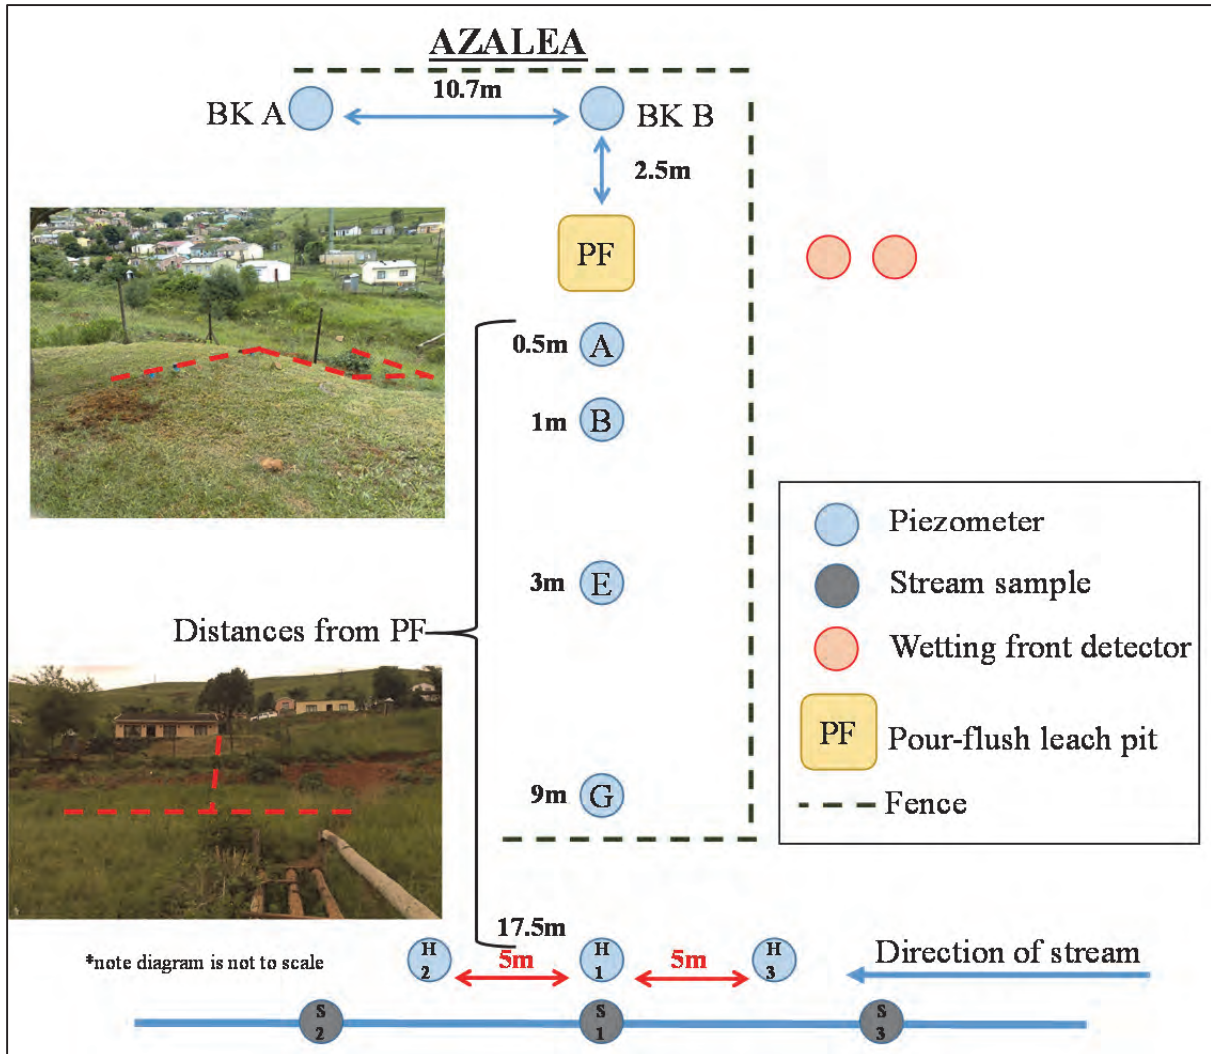 AZALEA
10.7m
BK A
BK B
2.5m
PF
0.5m
A
1m
B
3m
E
Distances from PF
9m
G
17.5m
H
2
5m
H
1
5m
H
3
Direction of stream
*note diagram is not to scale
S
2
S
1
S
3
Piezometer
Stream sample
Wetting front detector
PF
Pour-flush leach pit
Fence